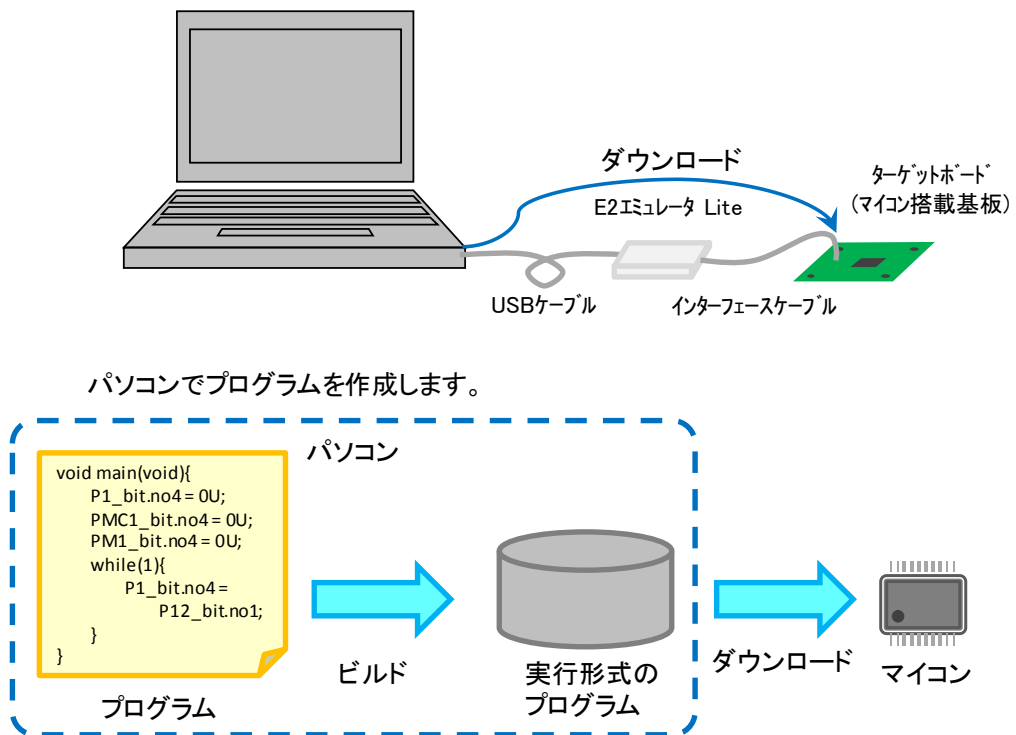 ダウンロード
E2エミュレータ Lite
ターゲットボード
(マイコン搭載基板)
USBケーブル
インターフェースケーブル
パソコンでプログラムを作成します。
パソコン
void main(void){
P1_bit.no4 = 0U;
PMC1_bit.no4 = 0U;
PM1_bit.no4 = 0U;
while(1){
P1_bit.no4 =
P12_bit.no1;
}
}
プログラム
ビルド
実行形式の
プログラム
ダウンロード
マイコン